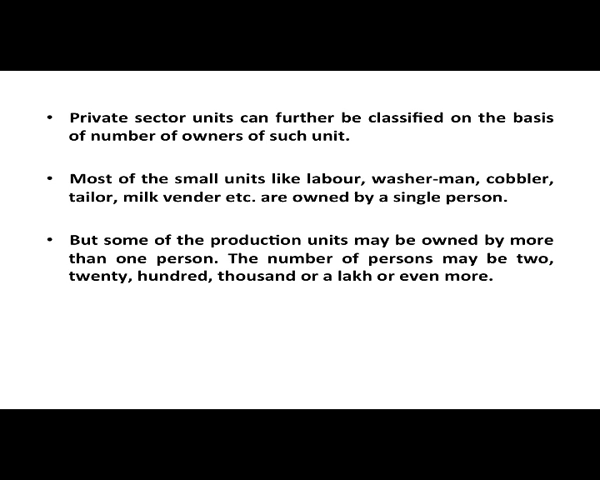 • Private sector units can further be classified on the basis
of number of owners of such unit.
• Most of the small units like labour, washer-man, cobbler,
tailor, milk vender etc. are owned by a single person.
• But some of the production units may be owned by more
than one person. The number of persons may be two,
twenty, hundred, thousand or a lakh or even more.